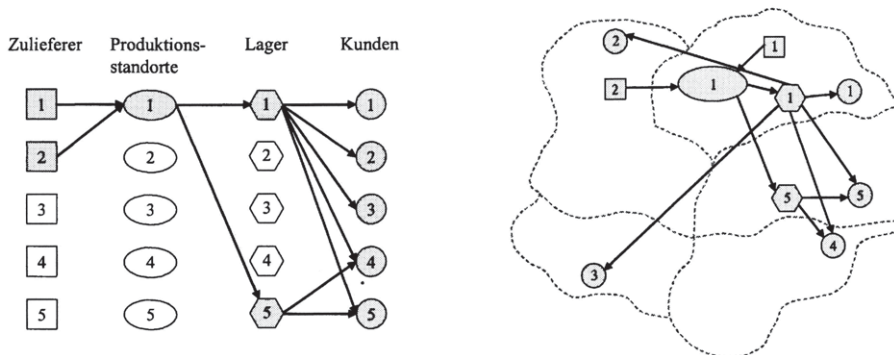 Zulieferer Produktions- Lager Kunden
standorte
1 1 1 1
2 2 2 2
3 3 3 3
4 4 4 4
5 5 5 5
2 1
2 1 1 1
5 5
4
3